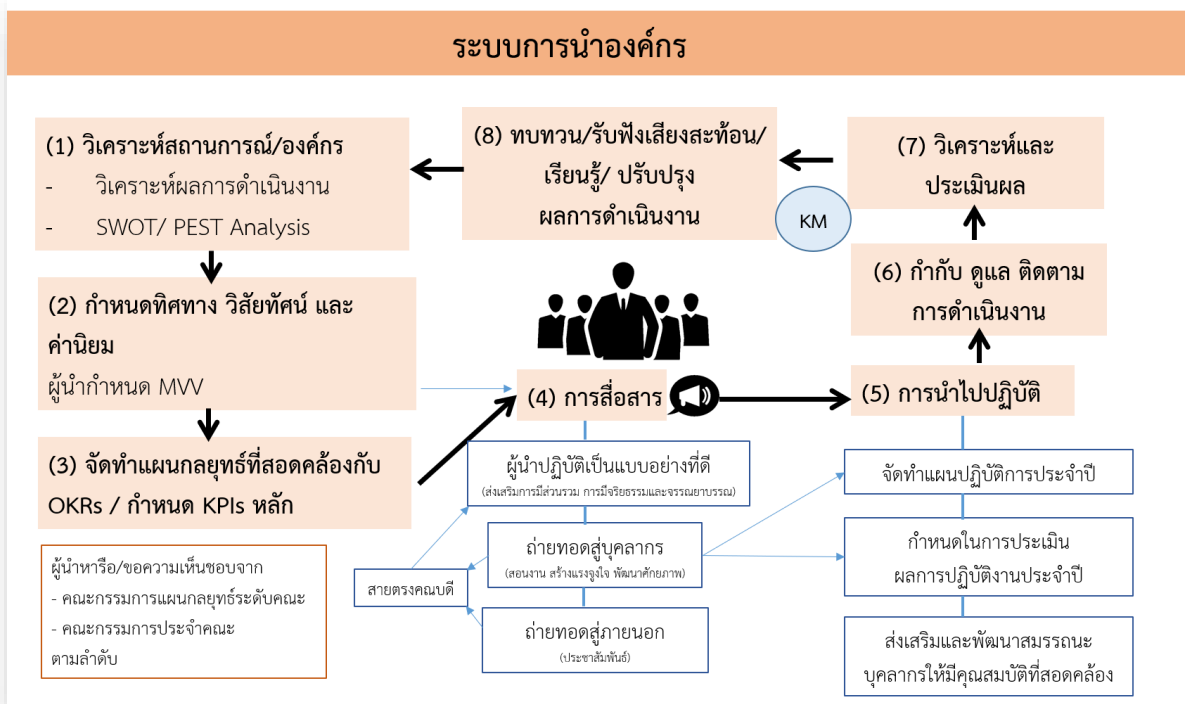 ระบบการนำองค์กร
(1) วิเคราะห์สถานการณ์/องค์กร
- วิเคราะห์ผลการดำเนินงาน
- SWOT/ PEST Analysis
(2) กำหนดทิศทาง วิสัยทัศน์ และ
ค่านิยม
ผู้นำกำหนด MVV
(3) จัดทำแผนกลยุทธ์ที่สอดคล้องกับ
OKRs / กำหนด KPIs หลัก
ผู้นำหารือ/ขอความเห็นชอบจาก
- คณะกรรมการแผนกลยุทธ์ระดับคณะ
- คณะกรรมการประจำคณะ
ตามลำดับ
(4) การสื่อสาร
ผู้นำปฏิบัติเป็นแบบอย่างที่ดี
(ส่งเสริมการมีส่วนรวม การมีจริยธรรมและจรรณยาบรรณ)
ถ่ายทอดสู่บุคลากร
(สอนงาน สร้างแรงจูงใจ พัฒนาศักยภาพ)
สายตรงคณบดี
ถ่ายทอดสู่ภายนอก
(ประชาสัมพันธ์)
(5) การนำไปปฏิบัติ
จัดทำแผนปฏิบัติการประจำปี
กำหนดในการประเมิน
ผลการปฏิบัติงานประจำปี
ส่งเสริมและพัฒนาสมรรถนะ
บุคลากรให้มีคุณสมบัติที่สอดคล้อง
(6) กำกับ ดูแล ติดตาม
การดำเนินงาน
(7) วิเคราะห์และ
ประเมินผล
KM
(8) ทบทวน/รับฟังเสียงสะท้อน/
เรียนรู้/ ปรับปรุง
ผลการดำเนินงาน